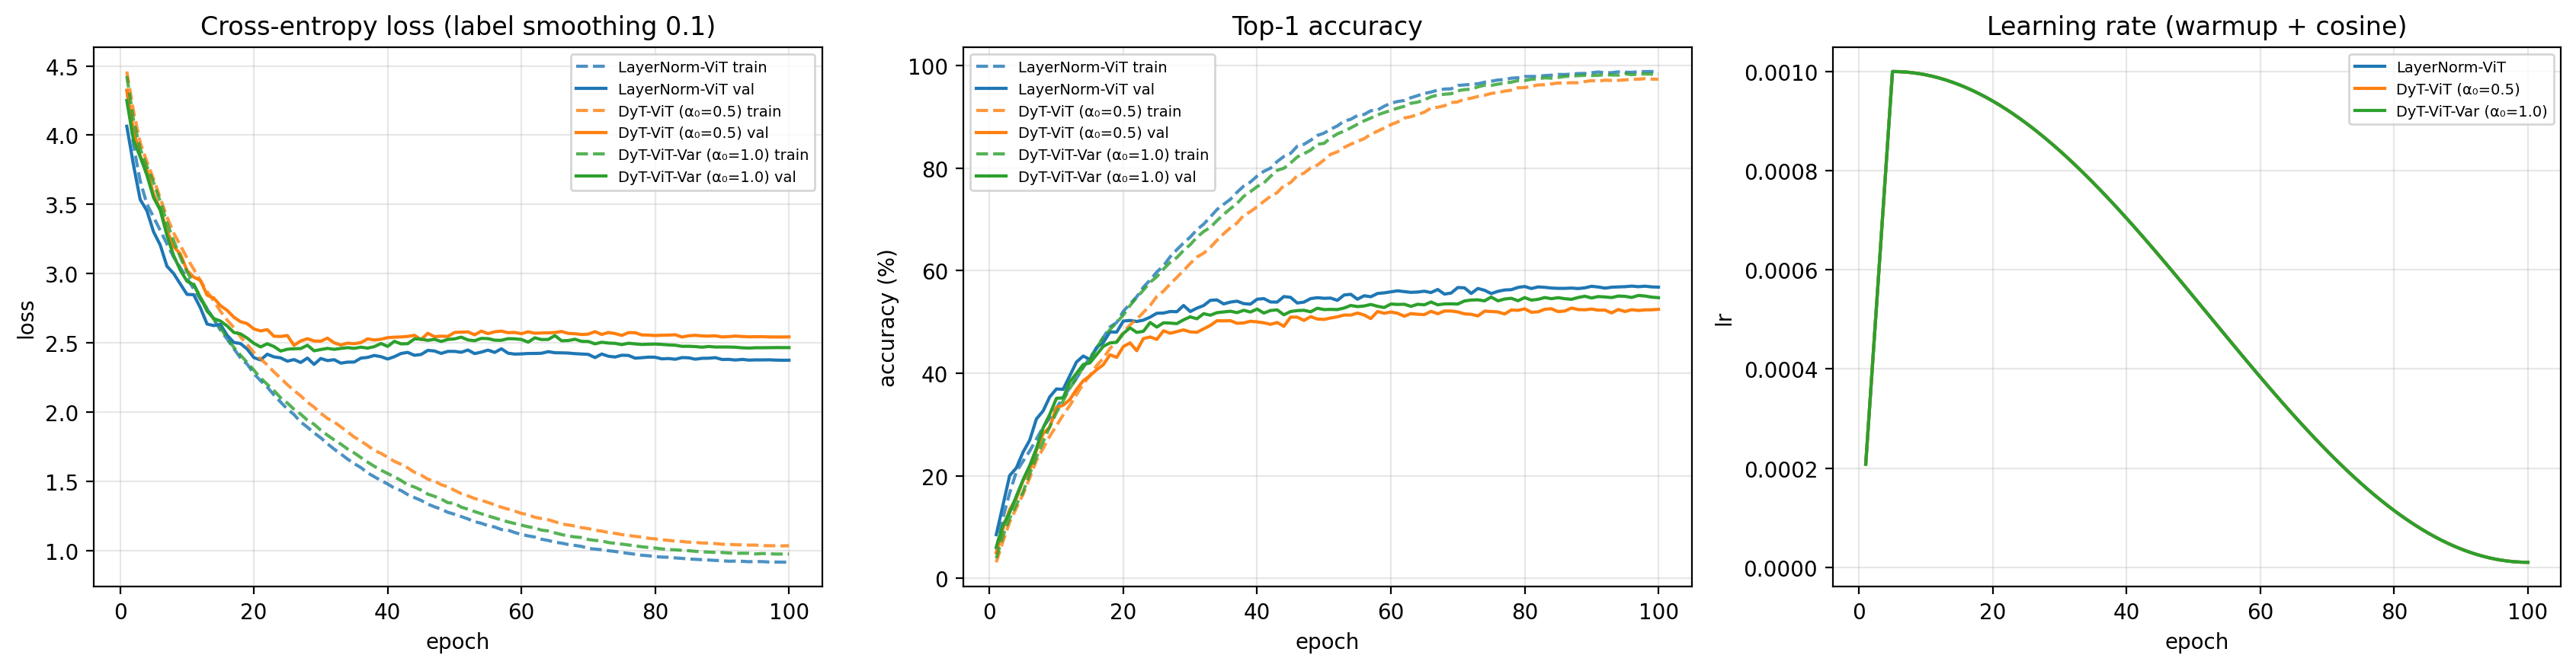 Cross-entropy loss (label smoothing 0.1)
4.5
4.0
3.5
3.0
2.5
2.0
1.5
1.0
loss
0
20
40
60
80
100
epoch
LayerNorm-ViT train
LayerNorm-ViT val
DyT-ViT (α₀=0.5) train
DyT-ViT (α₀=0.5) val
DyT-ViT-Var (α₀=1.0) train
DyT-ViT-Var (α₀=1.0) val
Top-1 accuracy
100
80
60
40
20
0
accuracy (%)
0
20
40
60
80
100
epoch
LayerNorm-ViT train
LayerNorm-ViT val
DyT-ViT (α₀=0.5) train
DyT-ViT (α₀=0.5) val
DyT-ViT-Var (α₀=1.0) train
DyT-ViT-Var (α₀=1.0) val
Learning rate (warmup + cosine)
0.0010
0.0008
0.0006
0.0004
0.0002
0.0000
lr
0
20
40
60
80
100
epoch
LayerNorm-ViT
DyT-ViT (α₀=0.5)
DyT-ViT-Var (α₀=1.0)